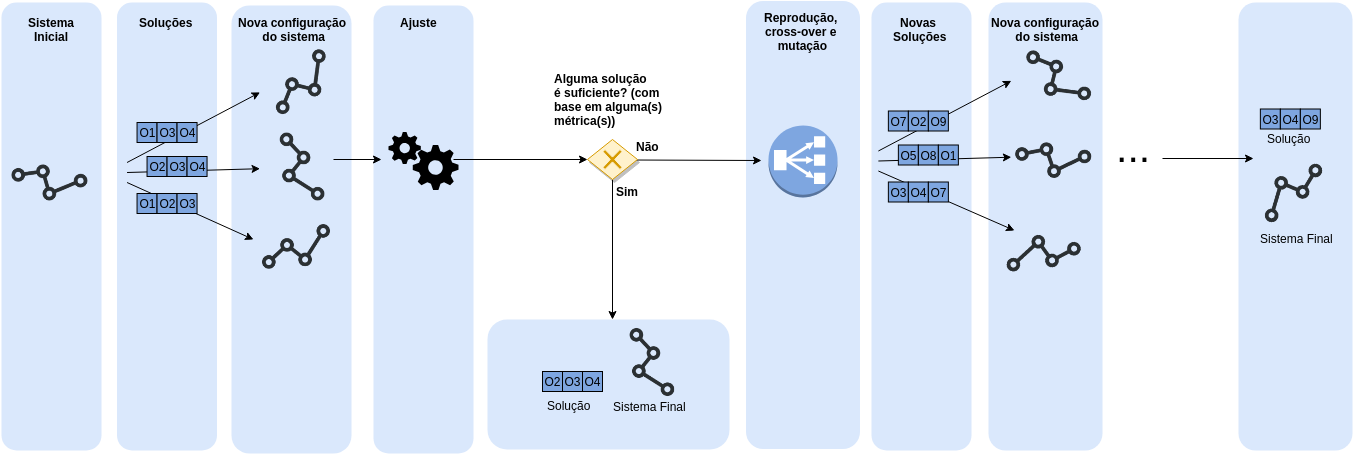 Sistema
Inicial
Soluções
O1 O3 O4
O2 O3 O4
O1 O2 O3
Nova configuração
do sistema
Ajuste
Alguma solução
é suficiente? (com
base em alguma(s)
métrica(s))
Não
Sim
O2 O3 O4
Solução
Sistema Final
Reprodução,
cross-over e
mutação
Novas
Soluções
O7 O2 O9
O5 O8 O1
O3 O4 O7
Nova configuração
do sistema
...
O3 O4 O9
Solução
Sistema Final